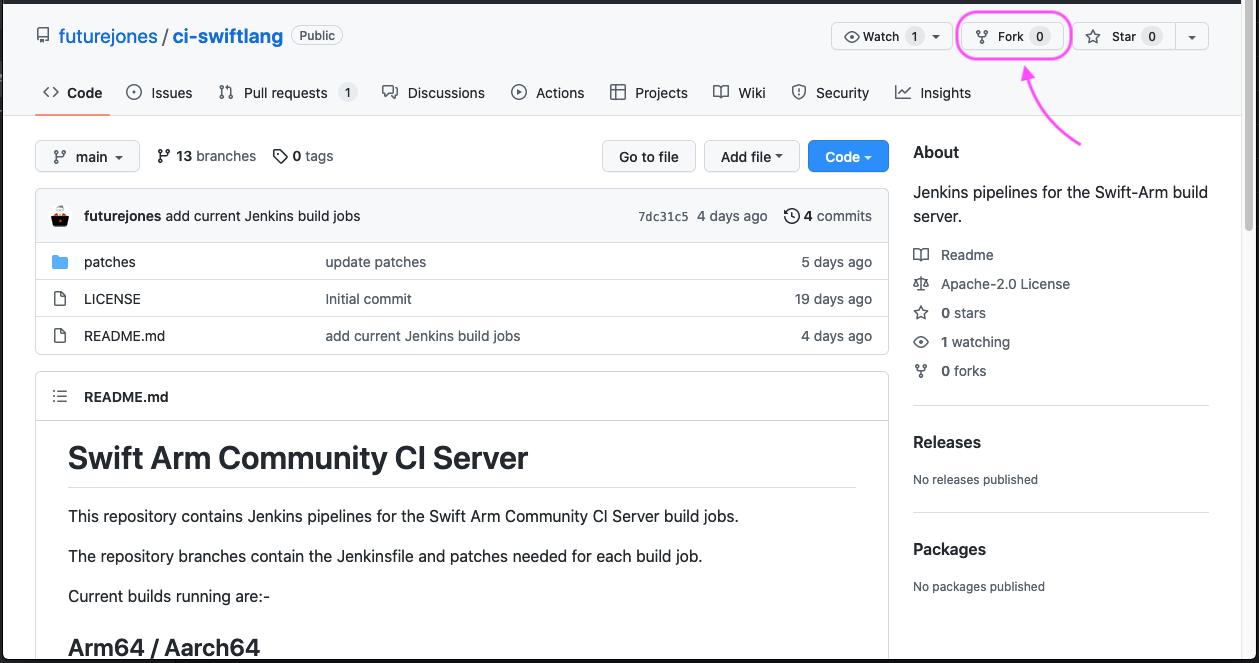 futurejones / ci-swiftlang Public Watch 1 Fork 0 Star 0
Code Issues Pull requests 1 Discussions Actions Projects Wiki Security Insights
main 13 branches 0 tags Go to file Add file Code
futurejones add current Jenkins build jobs 7dc31c5 4 days ago 4 commits
patches update patches 5 days ago
LICENSE Initial commit 19 days ago
README.md add current Jenkins build jobs 4 days ago
README.md
Swift Arm Community CI Server
This repository contains Jenkins pipelines for the Swift Arm Community CI Server build jobs.
The repository branches contain the Jenkinsfile and patches needed for each build job.
Current builds running are:-
Arm64 / Aarch64
About
Jenkins pipelines for the Swift-Arm build
server.
Readme
Apache-2.0 License
0 stars
1 watching
0 forks
Releases
No releases published
Packages
No packages published